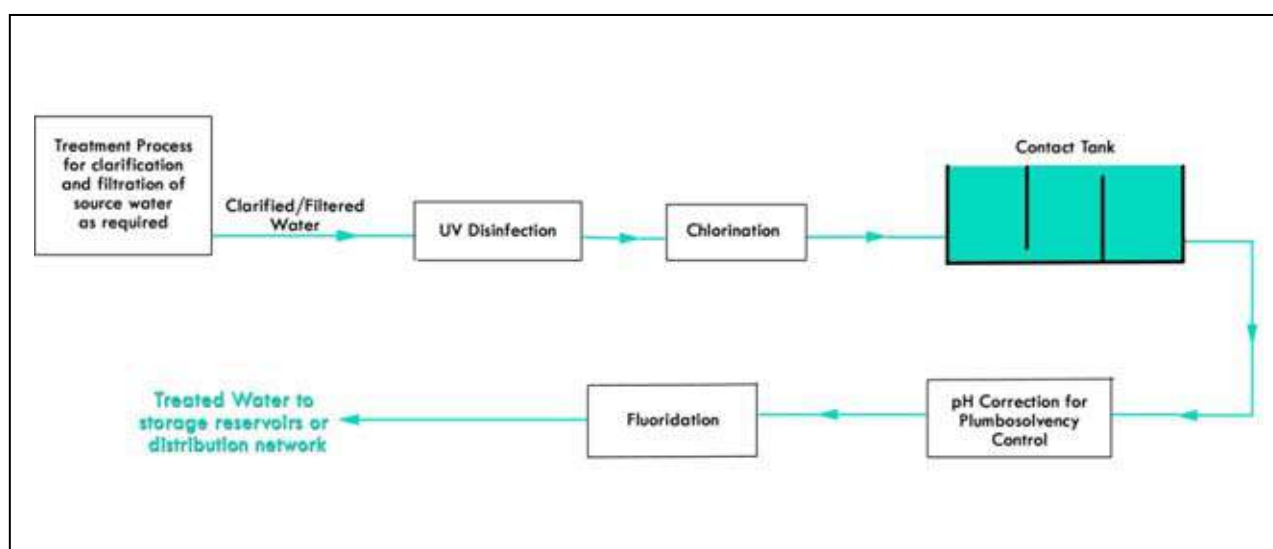 Treatment Process
for clarification
and filtration of
source water
as required
Clarified/Filtered
Water
UV Disinfection
Chlorination
Contact Tank
pH Correction for
Plumbosolvency
Control
Fluoridation
Treated Water to
storage reservoirs or
distribution network